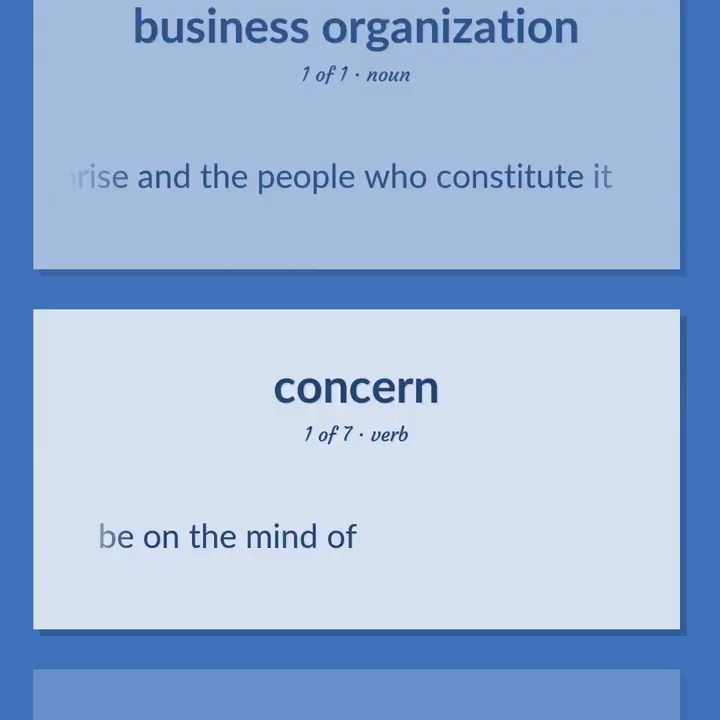 business organization
1 of 1 · noun
and the people who constitute it
concern
1 of 7 · verb
be on the mind of